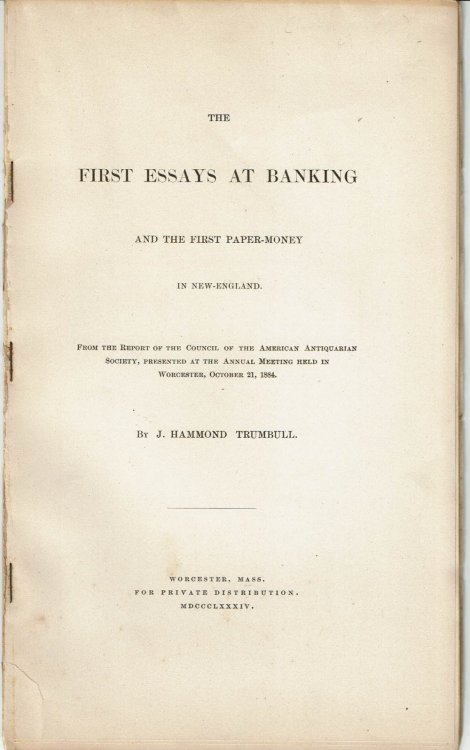 THE
FIRST ESSAYS AT BANKING
AND THE FIRST PAPER-MONEY
IN NEW-ENGLAND.
From the Report of the Council of the American Antiquarian
Society, presented at the Annual Meeting held in
Worcester, October 21, 1884.
By J. HAMMOND TRUMBULL.
WORCESTER, MASS.
FOR PRIVATE DISTRIBUTION.
MDCCCLXXXIV.